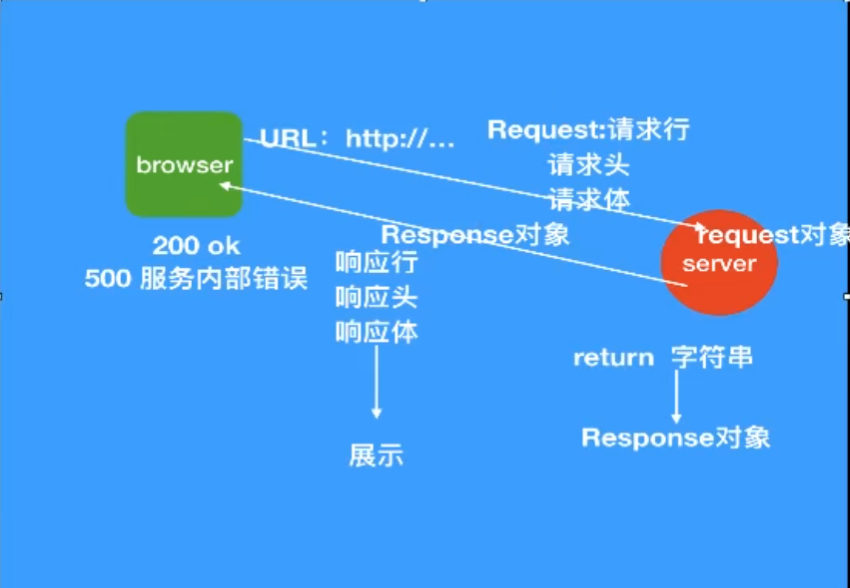 URL：http://...
Request:请求行
请求头
请求体
browser
200 ok
500 服务内部错误
Response对象
响应行
响应头
响应体
展示
request对象
server
return 字符串
Response对象